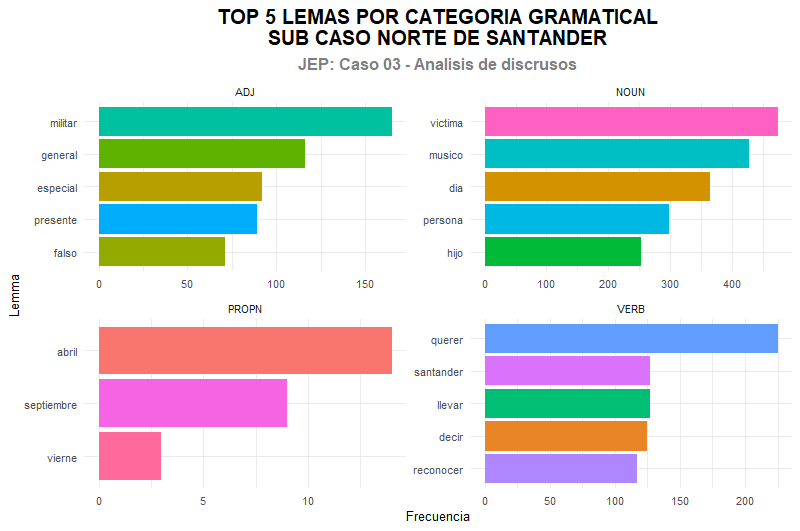 TOP 5 LEMAS POR CATEGORIA GRAMATICAL
SUB CASO NORTE DE SANTANDER
JEP: Caso 03 - Analisis de discrusos
ADJ
militar
general
especial
presente
falso
0 50 100 150
NOUN
victima
musico
dia
persona
hijo
0 100 200 300 400
PROPN
abril
septiembre
vierne
0 5 10
VERB
querer
santander
llevar
decir
reconocer
0 50 100 150 200
Lemma
Frecuencia